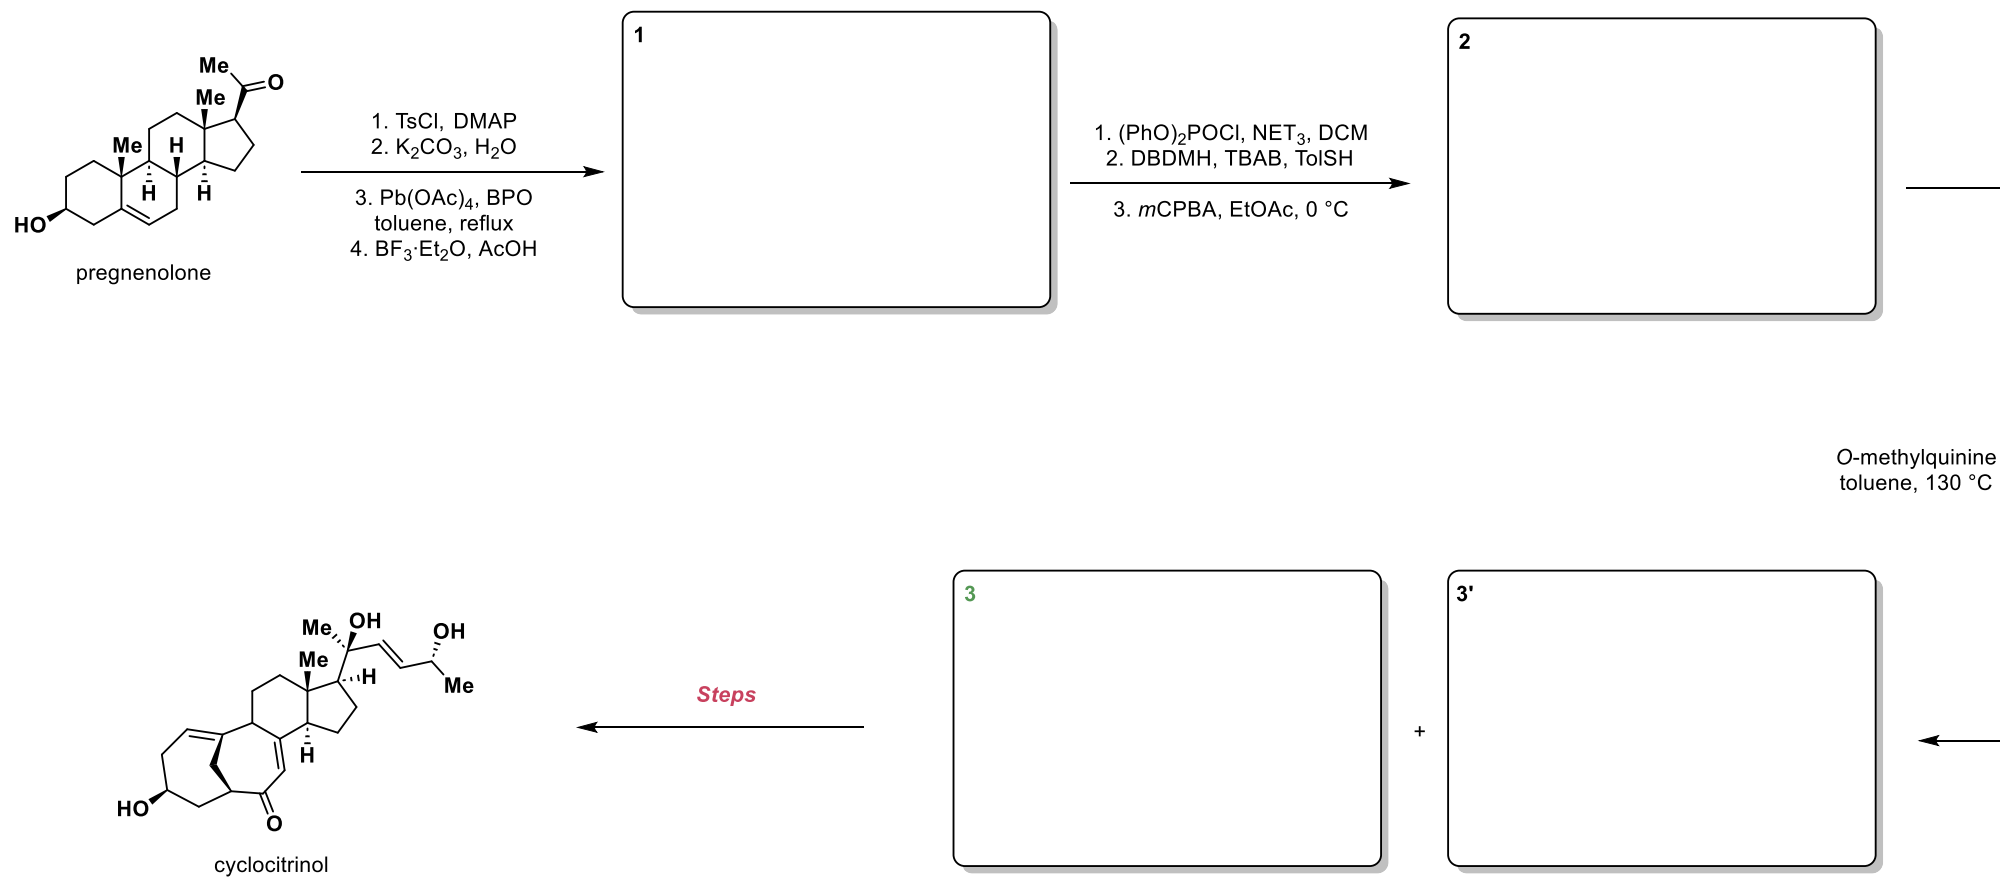 Me
O
Me
Me
H
H
H
HO
pregnenolone
1. TsCl, DMAP
2. K₂CO₃, H₂O
3. Pb(OAc)₄, BPO
toluene, reflux
4. BF₃·Et₂O, AcOH
1
1. (PhO)₂POCl, NET₃, DCM
2. DBDMH, TBAB, TolSH
3. mCPBA, EtOAc, 0 °C
2
O-methylquinine
toluene, 130 °C
3'
+
3
Steps
Me
OH
OH
Me
H
Me
H
HO
O
cyclocitrinol